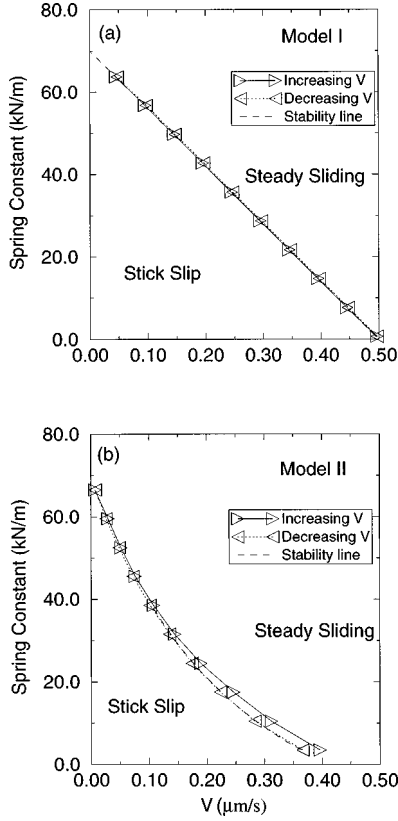 80.0
(a)
Model I
60.0
Increasing V
Decreasing V
Stability line
40.0
Steady Sliding
Spring Constant (kN/m)
20.0
Stick Slip
0.0
0.00 0.10 0.20 0.30 0.40 0.50
80.0
(b)
Model II
60.0
Increasing V
Decreasing V
Stability line
40.0
Steady Sliding
Spring Constant (kN/m)
20.0
Stick Slip
0.0
0.00 0.10 0.20 0.30 0.40 0.50
V (μm/s)